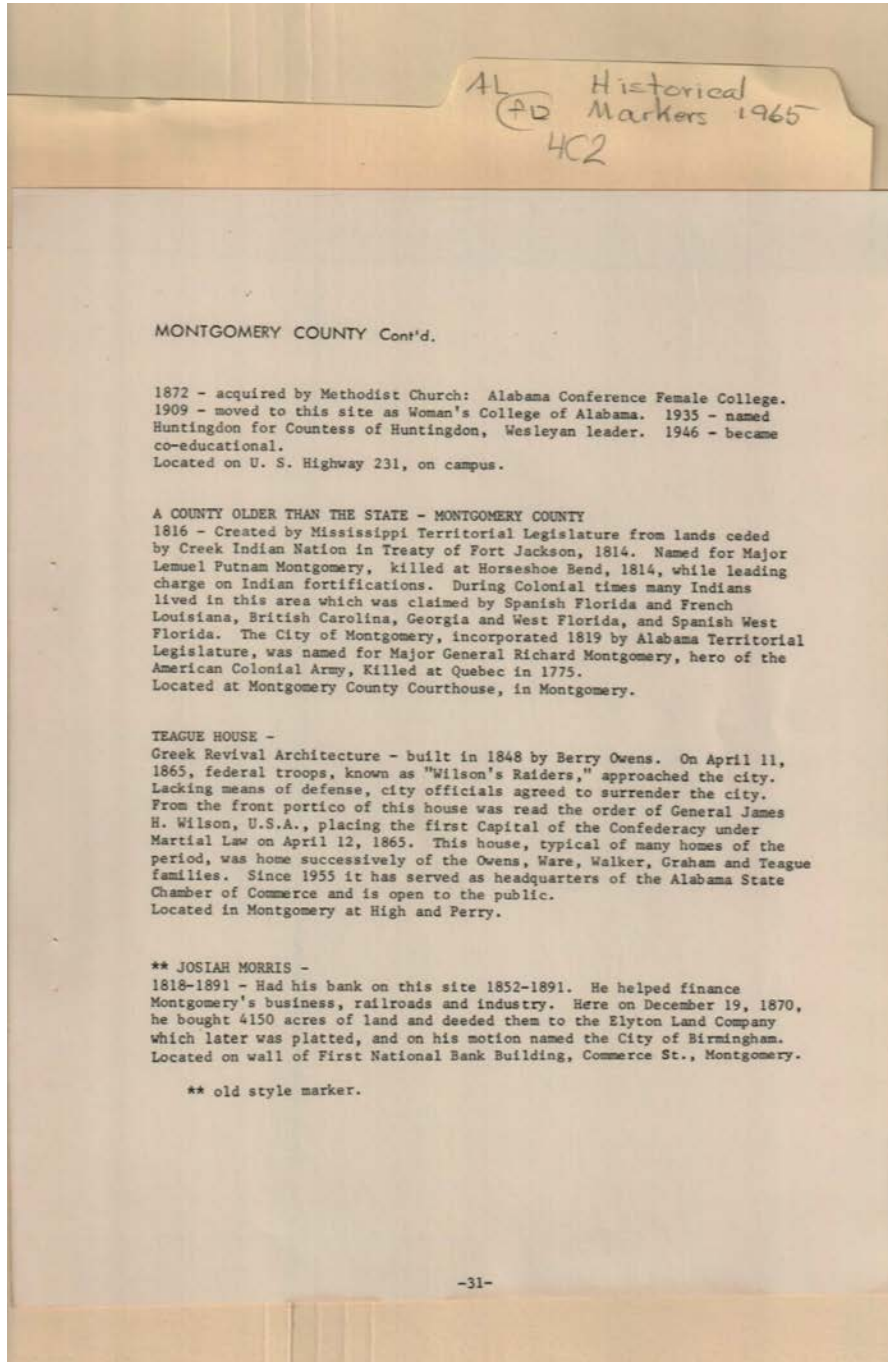 AL Historical
PD Markers 1965
4C2
MONTGOMERY COUNTY Cont'd.
1872 - acquired by Methodist Church: Alabama Conference Female College.
1909 - moved to this site as Woman's College of Alabama. 1935 - named
Huntingdon for Countess of Huntingdon, Wesleyan leader. 1946 - became
co-educational.
Located on U. S. Highway 231, on campus.
A COUNTY OLDER THAN THE STATE - MONTGOMERY COUNTY
1816 - Created by Mississippi Territorial Legislature from lands ceded
by Creek Indian Nation in Treaty of Fort Jackson, 1814. Named for Major
Lemuel Putnam Montgomery, killed at Horseshoe Bend, 1814, while leading
charge on Indian fortifications. During Colonial times many Indians
lived in this area which was claimed by Spanish Florida and French
Louisiana, British Carolina, Georgia and West Florida, and Spanish West
Florida. The City of Montgomery, incorporated 1819 by Alabama Territorial
Legislature, was named for Major General Richard Montgomery, hero of the
American Colonial Army, Killed at Quebec in 1775.
Located at Montgomery County Courthouse, in Montgomery.
TEAGUE HOUSE -
Greek Revival Architecture - built in 1848 by Berry Owens. On April 11,
1865, federal troops, known as "Wilson's Raiders," approached the city.
Lacking means of defense, city officials agreed to surrender the city.
From the front portico of this house was read the order of General James
H. Wilson, U.S.A., placing the first Capital of the Confederacy under
Martial Law on April 12, 1865. This house, typical of many homes of the
period, was home successively of the Owens, Ware, Walker, Graham and Teague
families. Since 1955 it has served as headquarters of the Alabama State
Chamber of Commerce and is open to the public.
Located in Montgomery at High and Perry.
** JOSIAH MORRIS -
1818-1891 - Had his bank on this site 1852-1891. He helped finance
Montgomery's business, railroads and industry. Here on December 19, 1870,
he bought 4150 acres of land and deeded them to the Elyton Land Company
which later was platted, and on his motion named the City of Birmingham.
Located on wall of First National Bank Building, Commerce St., Montgomery.
** old style marker.
-31-